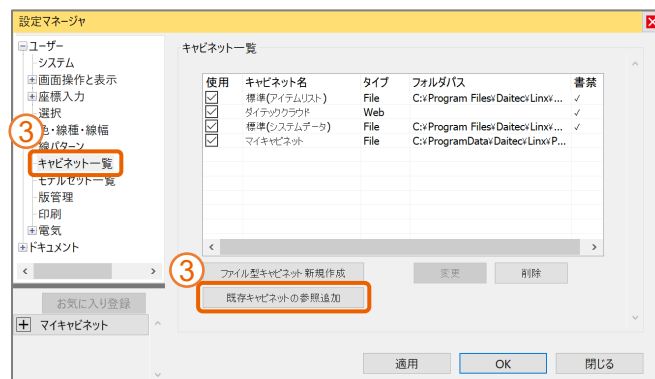 設定マネージャ
ユーザー
システム
画面操作と表示
座標入力
選択
色・線種・線幅
線パターン
キャビネット一覧
モデルセット一覧
版管理
印刷
電気
ドキュメント
③
お気に入り登録
マイキャビネット
キャビネット一覧
使用 キャビネット名 タイプ フォルダパス 書禁
標準(アイテムリスト) File C:¥Program Files¥Daitec¥Linx¥... ✓
ダイテッククラウド Web ✓
標準(システムデータ) File C:¥Program Files¥Daitec¥Linx¥... ✓
マイキャビネット File C:¥ProgramData¥Daitec¥Linx¥P...
③
ファイル型キャビネット新規作成 変更 削除
既存キャビネットの参照追加
適用 OK 閉じる